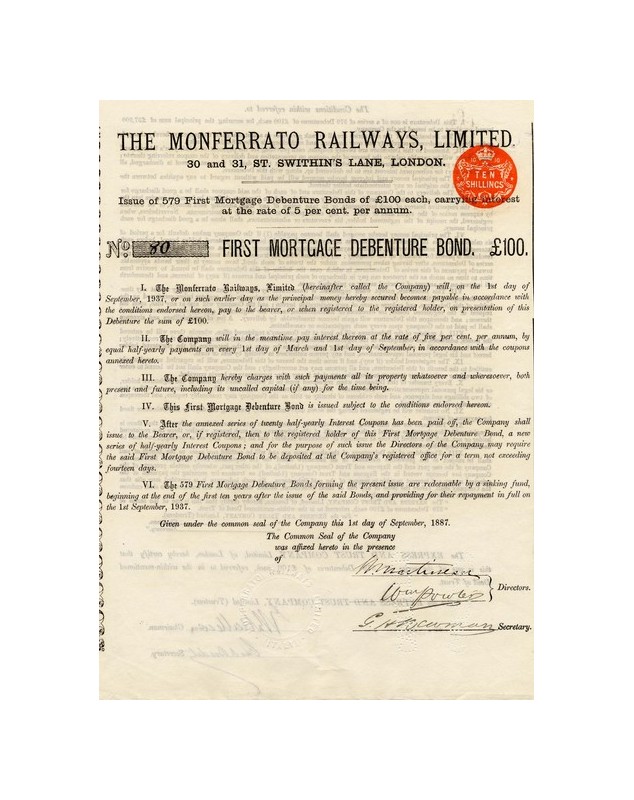 THE MONFERRATO RAILWAYS, LIMITED.
30 and 31, ST. SWITHIN'S LANE, LONDON.
TEN
SHILLINGS
Issue of 579 First Mortgage Debenture Bonds of £100 each, carrying interest
at the rate of 5 per cent. per annum.
No. 80 FIRST MORTGAGE DEBENTURE BOND. £100.
I. The Monferrato Railways, Limited (hereinafter called the Company) will, on the 1st day of
September, 1937, or on such earlier day as the principal money hereby secured becomes payable in accordance with
the conditions endorsed hereon, pay to the bearer, or when registered to the registered holder, on presentation of this
Debenture the sum of £100.
II. The Company will in the meantime pay interest thereon at the rate of five per cent. per annum, by
equal half-yearly payments on every 1st day of March and 1st day of September, in accordance with the coupons
annexed hereto.
III. The Company hereby charges with such payments all its property whatsoever and wheresoever, both
present and future, including its uncalled capital (if any) for the time being.
IV. This First Mortgage Debenture Bond is issued subject to the conditions endorsed hereon.
V. After the annexed series of twenty half-yearly Interest Coupons has been paid off, the Company shall
issue to the Bearer, or, if registered, then to the registered holder of this First Mortgage Debenture Bond, a new
series of half-yearly Interest Coupons; and for the purpose of such issue the Directors of the Company may require
the said First Mortgage Debenture Bond to be deposited at the Company's registered office for a term not exceeding
fourteen days.
VI. The 579 First Mortgage Debenture Bonds forming the present issue are redeemable by a sinking fund,
beginning at the end of the first ten years after the issue of the said Bonds, and providing for their repayment in full on
the 1st September, 1937.
Given under the common seal of the Company this 1st day of September, 1887.
The Common Seal of the Company
was affixed hereto in the presence
of
Directors.
Secretary.